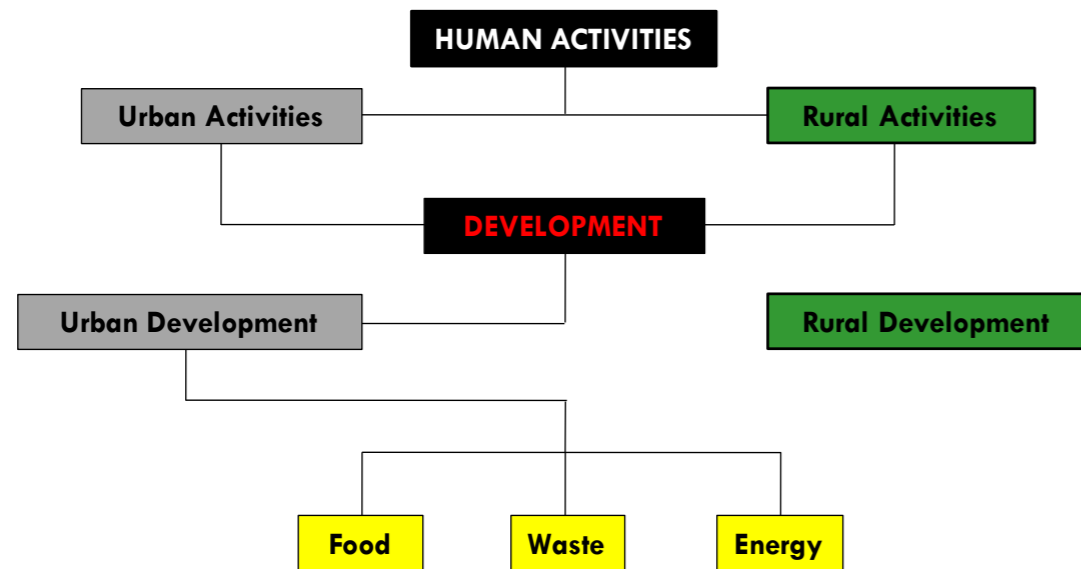 HUMAN ACTIVITIES
Urban Activities
Rural Activities
DEVELOPMENT
Urban Development
Rural Development
Food
Waste
Energy